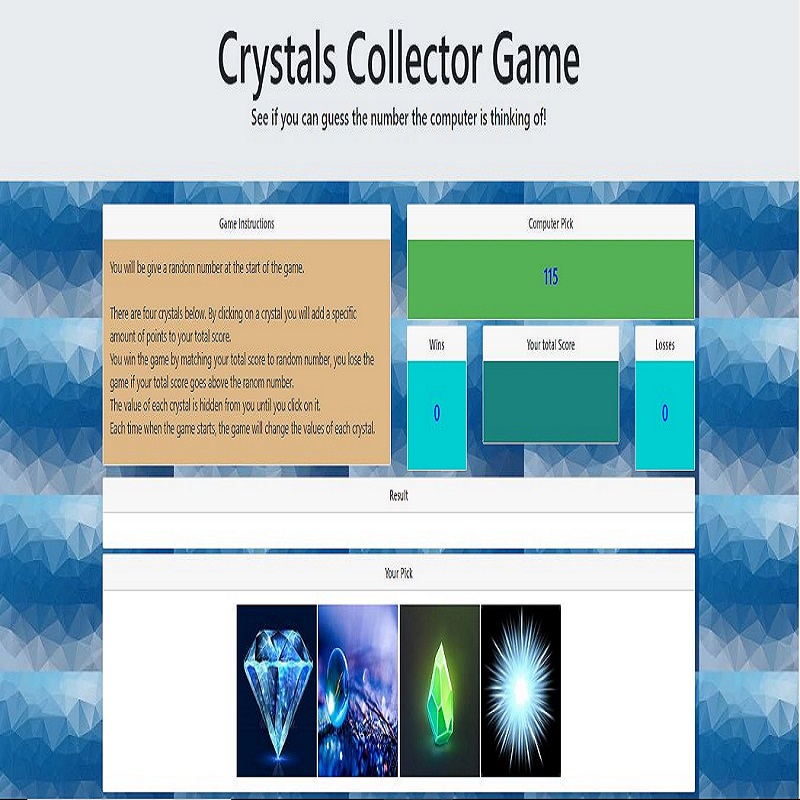 Crystals Collector Game
See if you can guess the number the computer is thinking of!
Game Instructions
You will be give a random number at the start of the game.
There are four crystals below. By clicking on a crystal you will add a specific
amount of points to your total score.
You win the game by matching your total score to random number, you lose the
game if your total score goes above the ranom number.
The value of each crystal is hidden from you until you click on it.
Each time when the game starts, the game will change the values of each crystal.
Computer Pick
115
Wins
0
Your total Score
Losses
0
Result
Your Pick